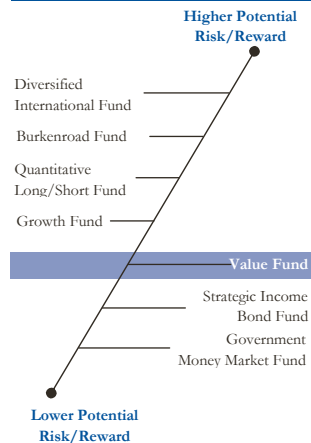 Higher Potential
Risk/Reward
Diversified
International Fund
Burkenroad Fund
Quantitative
Long/Short Fund
Growth Fund
Value Fund
Strategic Income
Bond Fund
Government
Money Market Fund
Lower Potential
Risk/Reward